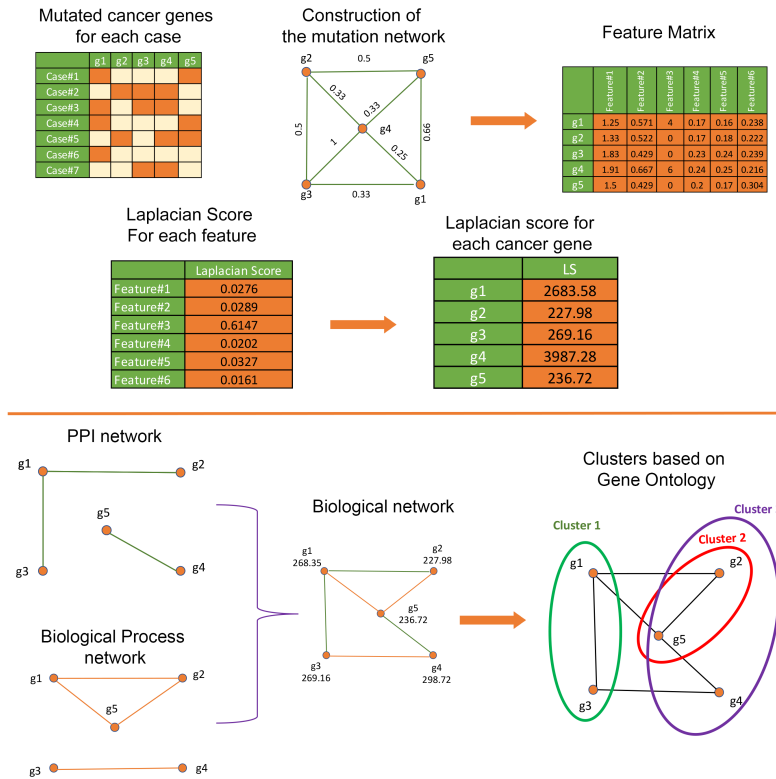 Mutated cancer genes
for each case
g1 g2 g3 g4 g5
Case#1
Case#2
Case#3
Case#4
Case#5
Case#6
Case#7
Construction of
the mutation network
g2
0.5
g5
0.33
0.33
0.5
g4
0.66
1
0.25
g3
0.33
g1
Feature Matrix
Feature#1 Feature#2 Feature#3 Feature#4 Feature#5 Feature#6
g1 1.25 0.571 4 0.17 0.16 0.238
g2 1.33 0.522 0 0.17 0.18 0.222
g3 1.83 0.429 0 0.23 0.24 0.239
g4 1.91 0.667 6 0.24 0.25 0.216
g5 1.5 0.429 0 0.2 0.17 0.304
Laplacian Score
For each feature
Laplacian Score
Feature#1 0.0276
Feature#2 0.0289
Feature#3 0.6147
Feature#4 0.0202
Feature#5 0.0327
Feature#6 0.0161
Laplacian score for
each cancer gene
LS
g1 2683.58
g2 227.98
g3 269.16
g4 3987.28
g5 236.72
PPI network
g1
g2
g5
g3
g4
Biological Process
network
g1
g2
g5
g3
g4
Biological network
g1
268.35
g2
227.98
g5
236.72
g3
269.16
g4
298.72
Clusters based on
Gene Ontology
Cluster 1
Cluster
Cluster 2
g1
g2
g5
g3
g4